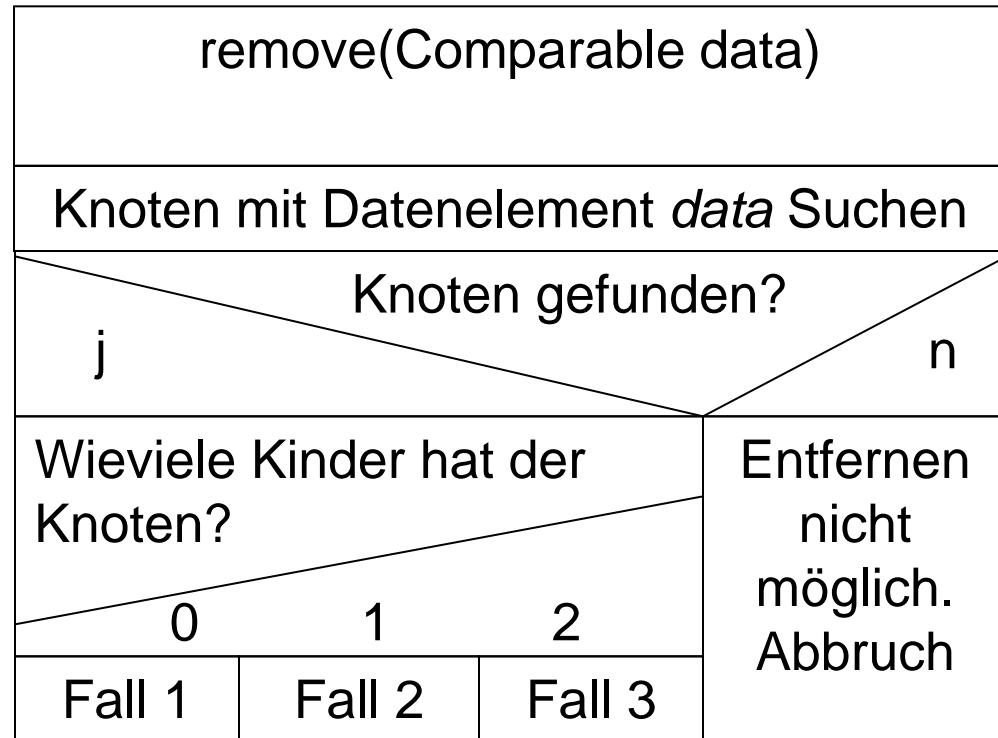 remove(Comparable data)
Knoten mit Datenelement data Suchen
Knoten gefunden?
j
n
Wieviele Kinder hat der
Knoten?
0 1 2
Fall 1 Fall 2 Fall 3
Entfernen
nicht
möglich.
Abbruch